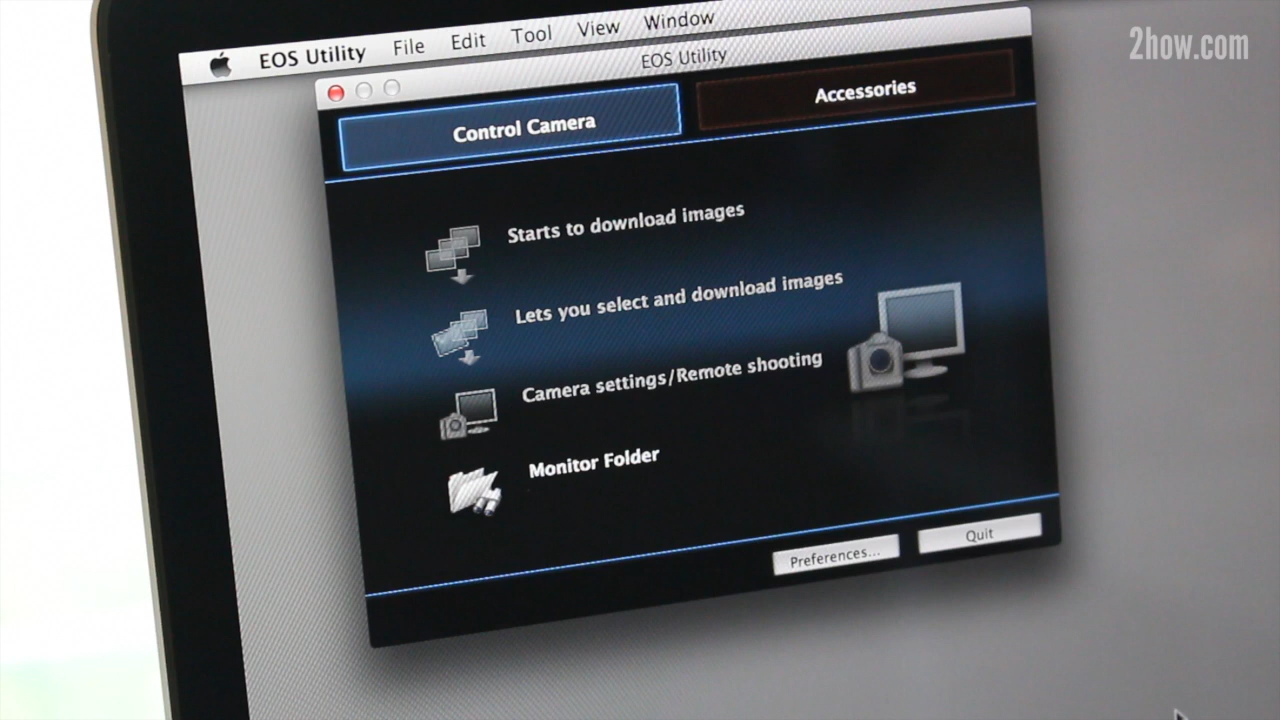 2how.com
EOS Utility File Edit Tool View Window
EOS Utility
Control Camera
Accessories
Starts to download images
Lets you select and download images
Camera settings/Remote shooting
Monitor Folder
Preferences...
Quit